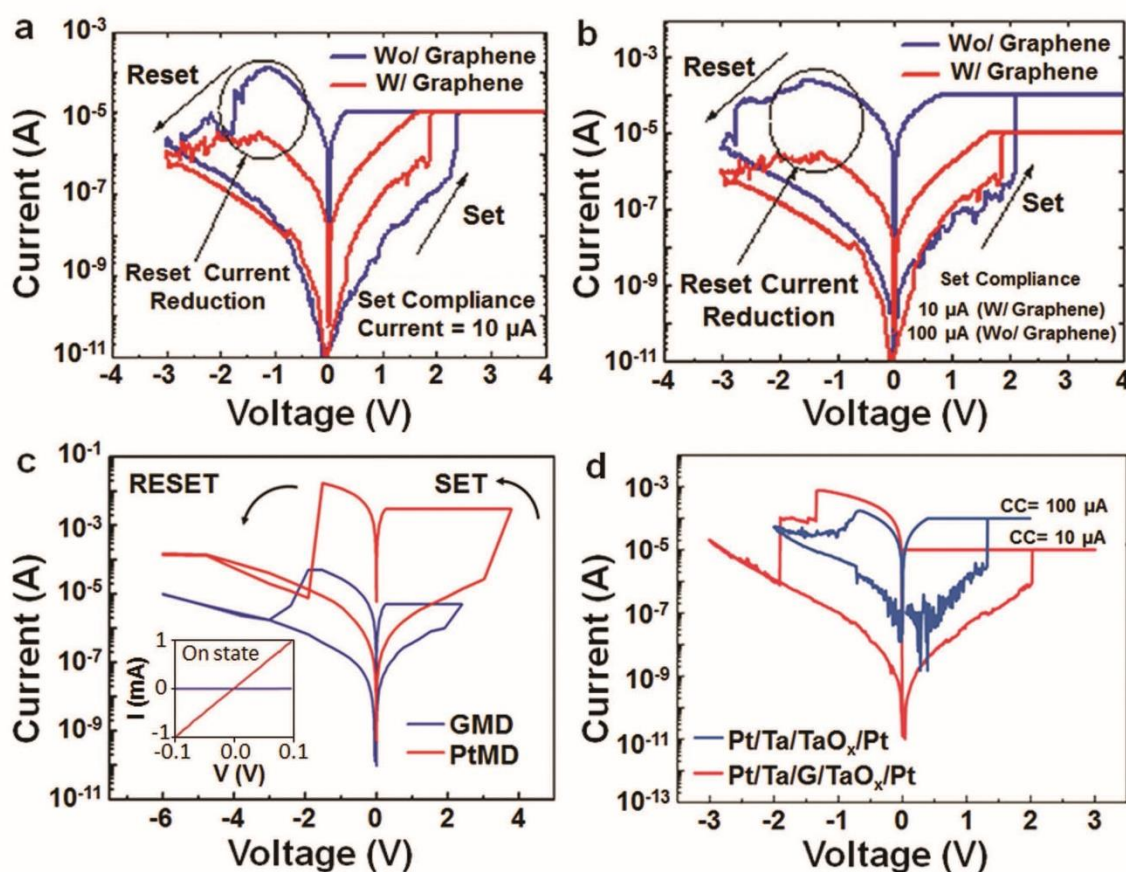 a
10⁻³
10⁻⁵
10⁻⁷
10⁻⁹
10⁻¹¹
Current (A)
Wo/ Graphene
W/ Graphene
Reset
Set
Reset Current
Reduction
Set Compliance
Current = 10 µA
-4 -3 -2 -1 0 1 2 3 4
Voltage (V)
b
10⁻³
10⁻⁵
10⁻⁷
10⁻⁹
10⁻¹¹
Current (A)
Wo/ Graphene
W/ Graphene
Reset
Set
Reset Current
Reduction
Set Compliance
10 µA (W/ Graphene)
100 µA (Wo/ Graphene)
-4 -3 -2 -1 0 1 2 3 4
Voltage (V)
c
10⁻¹
10⁻³
10⁻⁵
10⁻⁷
10⁻⁹
10⁻¹¹
Current (A)
RESET
SET
On state
I (mA)
1
0
-1
-0.1 0.0 0.1
V (V)
GMD
PtMD
-6 -4 -2 0 2 4
Voltage (V)
d
10⁻³
10⁻⁵
10⁻⁷
10⁻⁹
10⁻¹¹
10⁻¹³
Current (A)
CC= 100 µA
CC= 10 µA
Pt/Ta/TaOₓ/Pt
Pt/Ta/G/TaOₓ/Pt
-3 -2 -1 0 1 2 3
Voltage (V)